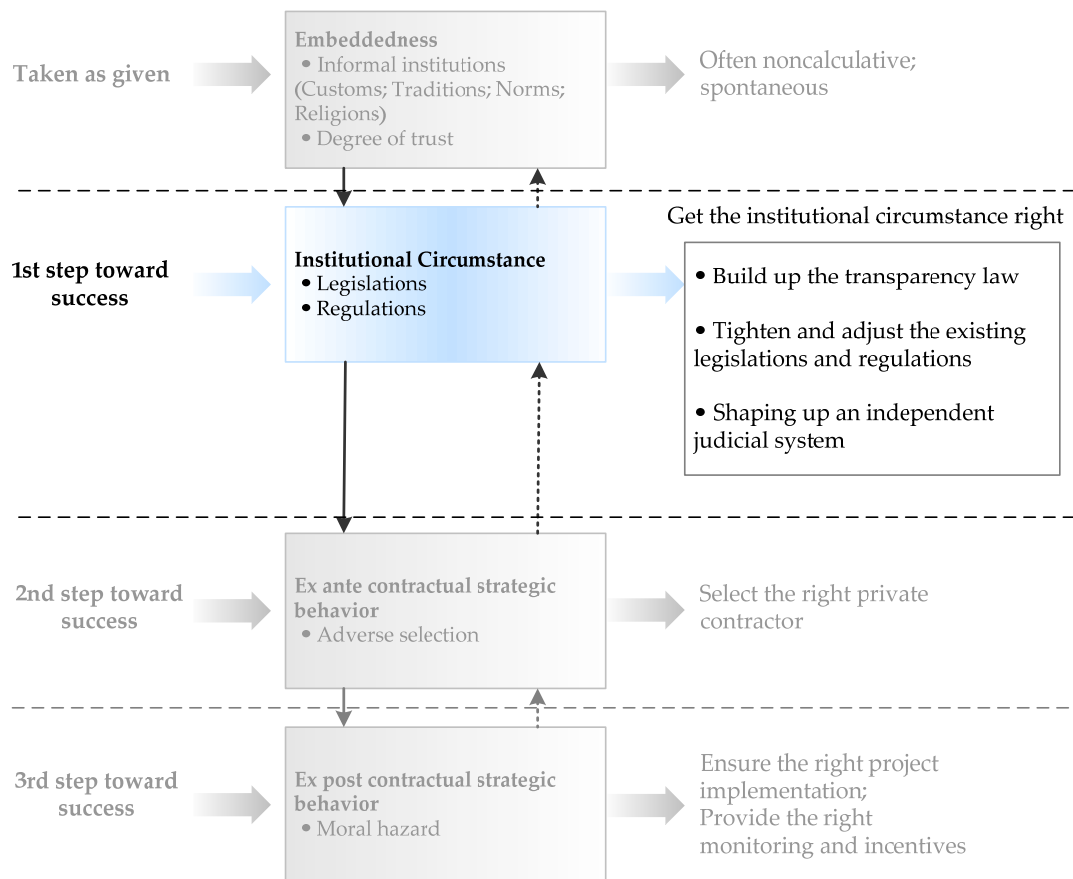 Taken as given
Embeddedness
• Informal institutions
(Customs; Traditions; Norms;
Religions)
• Degree of trust
Often noncalculative;
spontaneous
1st step toward
success
Institutional Circumstance
• Legislations
• Regulations
Get the institutional circumstance right
• Build up the transparency law
• Tighten and adjust the existing
legislations and regulations
• Shaping up an independent
judicial system
2nd step toward
success
Ex ante contractual strategic
behavior
• Adverse selection
Select the right private
contractor
3rd step toward
success
Ex post contractual strategic
behavior
• Moral hazard
Ensure the right project
implementation;
Provide the right
monitoring and incentives